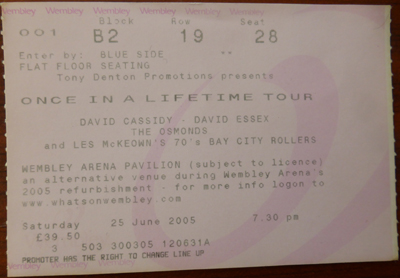 Wembley Wembley Wembley Wembley Wembley
Block Row Seat
001 B2 19 28
Enter by: BLUE SIDE **
FLAT FLOOR SEATING
Tony Denton Promotions presents
ONCE IN A LIFETIME TOUR
DAVID CASSIDY - DAVID ESSEX
THE OSMONDS
and LES McKEOWN'S 70's BAY CITY ROLLERS
WEMBLEY ARENA PAVILION (subject to licence)
an alternative venue during Wembley Arena's
2005 refurbishment - for more info logon to
www.whatsonwembley.com
Saturday 25 June 2005 7.30 pm
£39.50
3 503 300305 120631A
PROMOTER HAS THE RIGHT TO CHANGE LINE UP